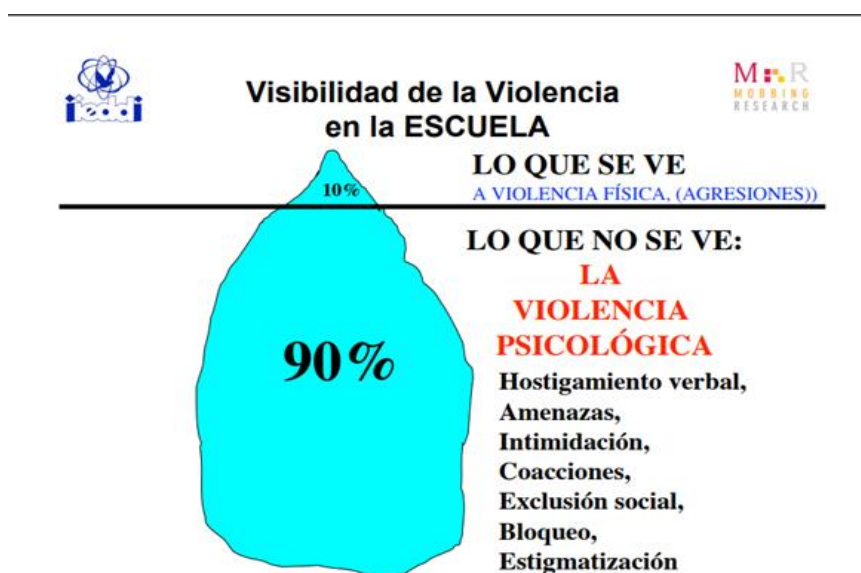 ieddi
Visibilidad de la Violencia
en la ESCUELA
MR
MOBBING
RESEARCH
LO QUE SE VE
A VIOLENCIA FÍSICA, (AGRESIONES))
10%
LO QUE NO SE VE:
LA
VIOLENCIA
PSICOLÓGICA
90%
Hostigamiento verbal,
Amenazas,
Intimidación,
Coacciones,
Exclusión social,
Bloqueo,
Estigmatización